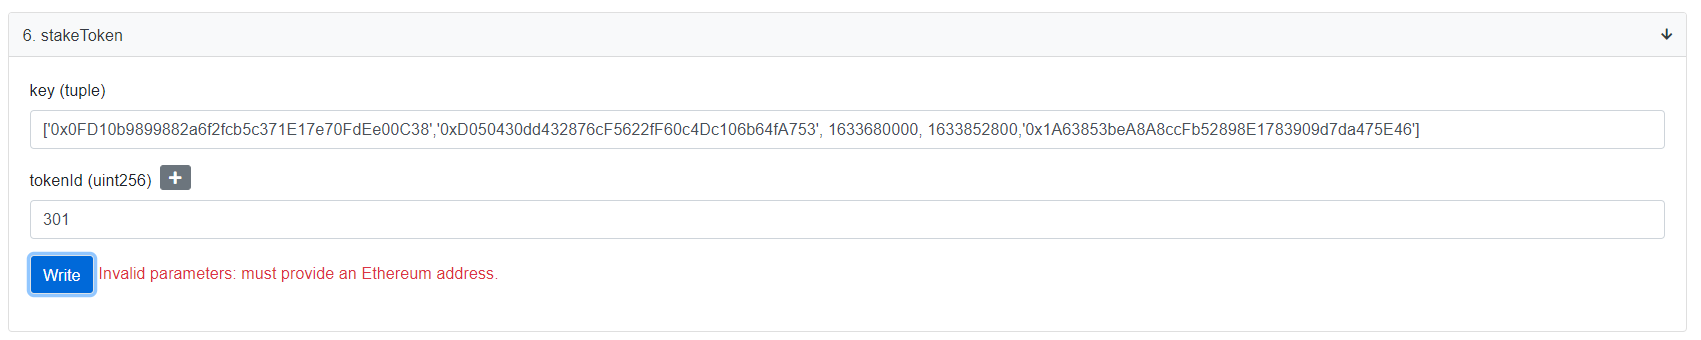 6. stakeToken
key (tuple)
['0x0FD10b9899882a6f2fcb5c371E17e70FdEe00C38','0xD050430dd432876cF5622fF60c4Dc106b64fA753', 1633680000, 1633852800,'0x1A63853beA8A8ccFb52898E1783909d7da475E46']
tokenId (uint256)
301
Write Invalid parameters: must provide an Ethereum address.